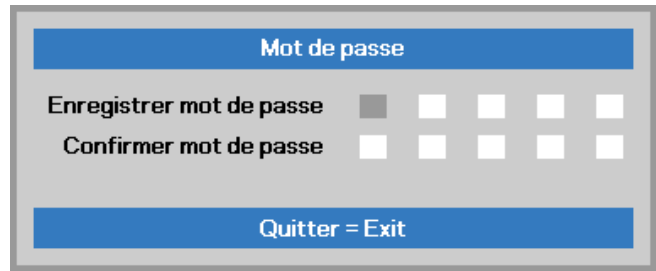 Mot de passe
Enregistrer mot de passe
Confirmer mot de passe
Quitter = Exit